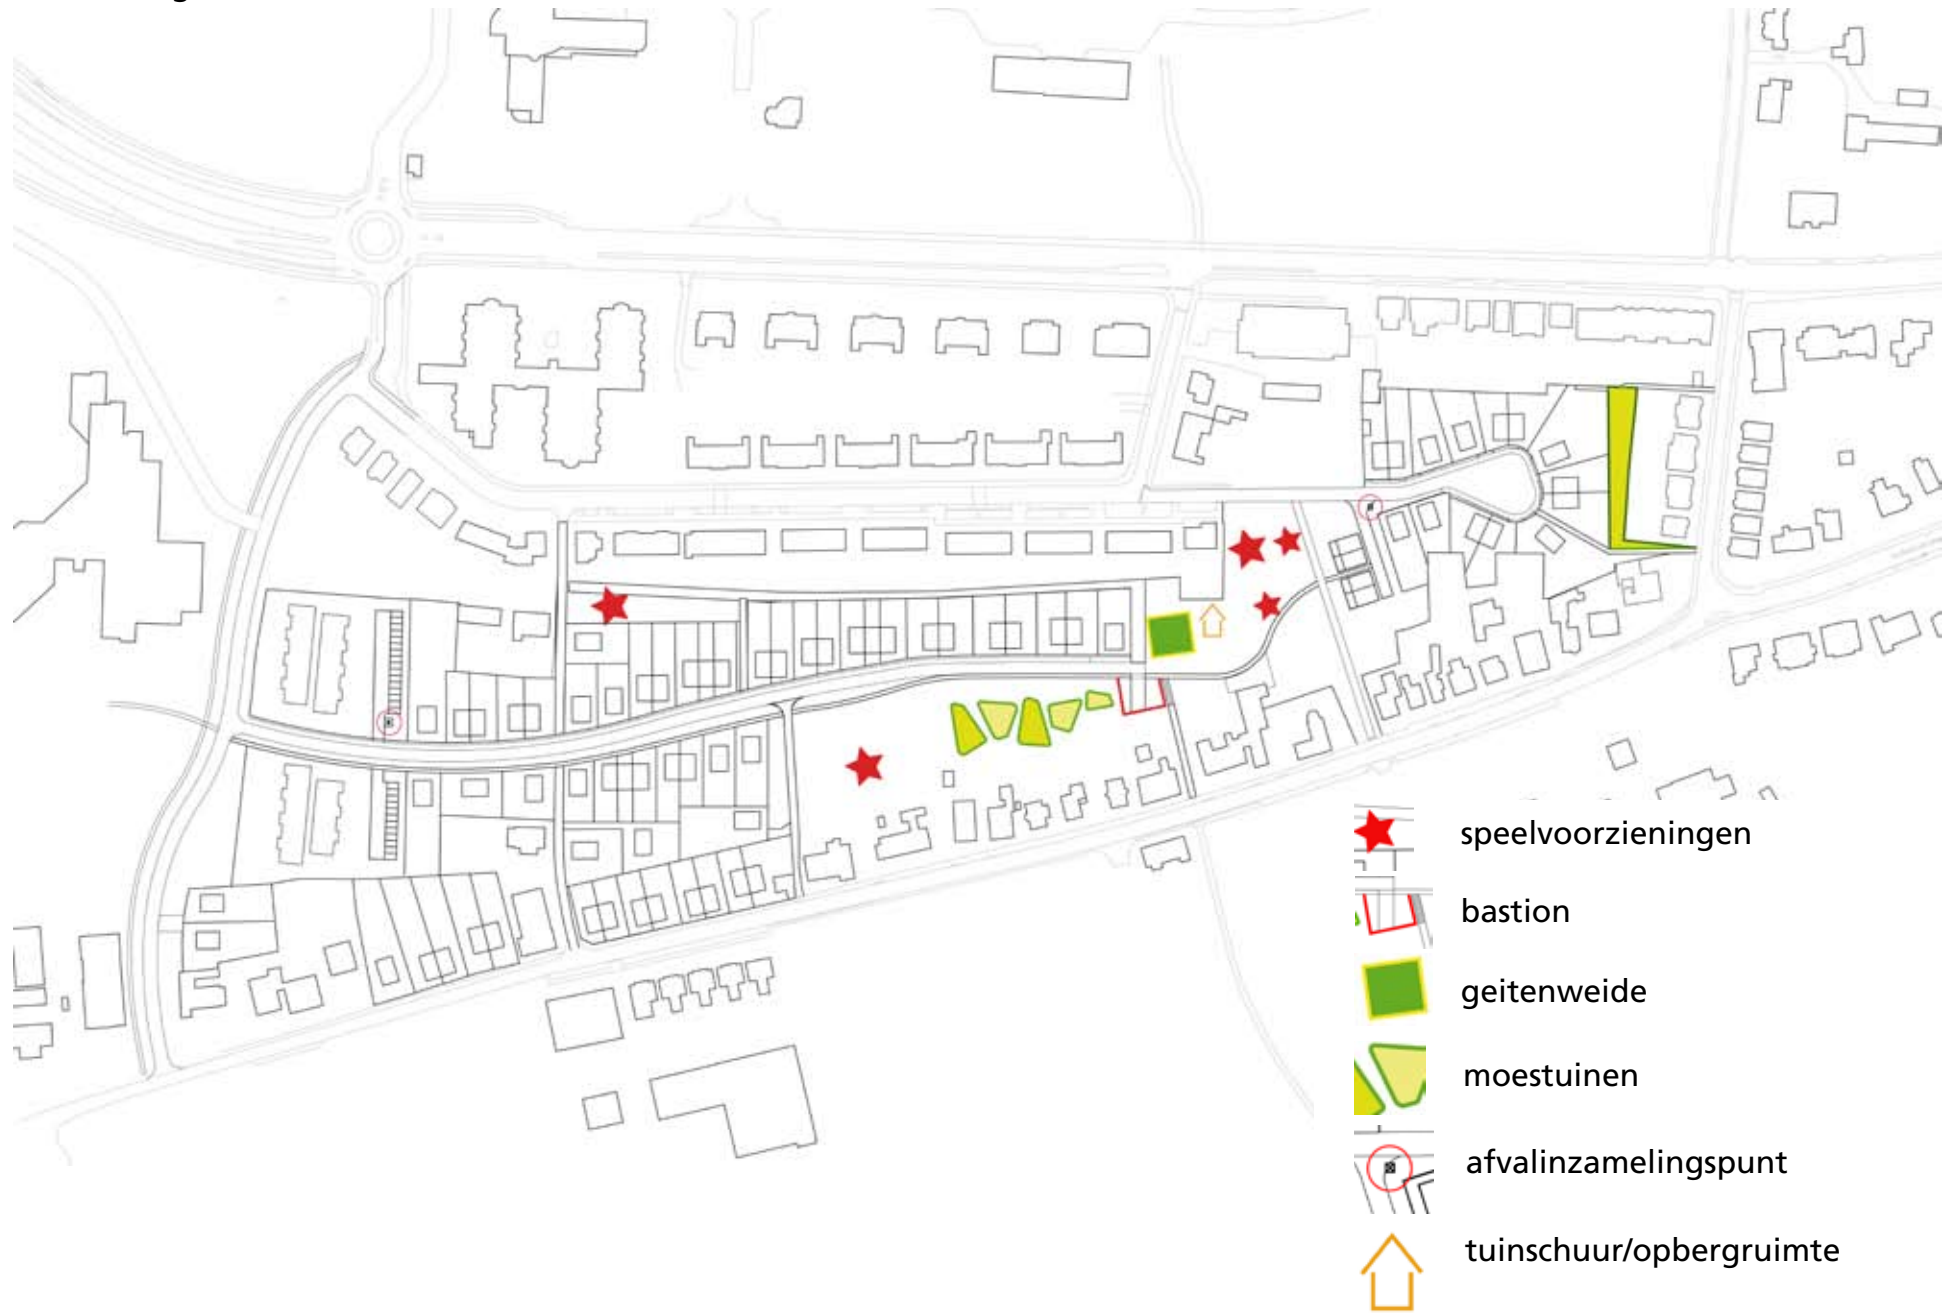 speelvoorzieningen
bastion
geitenweide
moestuinen
afvalinzamelingspunt
tuinschuur/opbergruimte